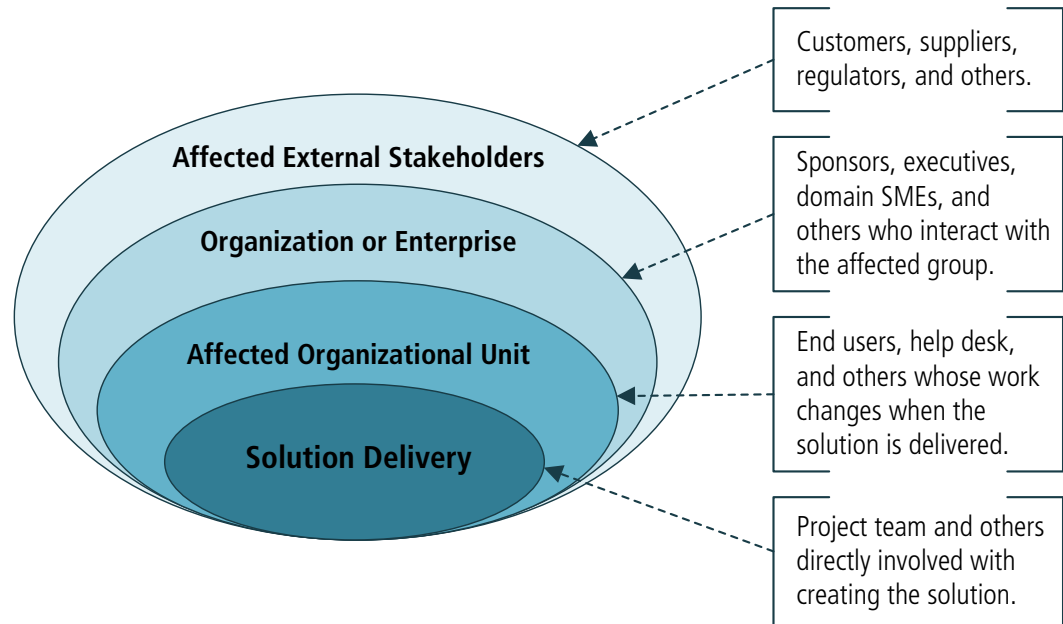 Affected External Stakeholders
Organization or Enterprise
Affected Organizational Unit
Solution Delivery
Customers, suppliers,
regulators, and others.
Sponsors, executives,
domain SMEs, and
others who interact with
the affected group.
End users, help desk,
and others whose work
changes when the
solution is delivered.
Project team and others
directly involved with
creating the solution.